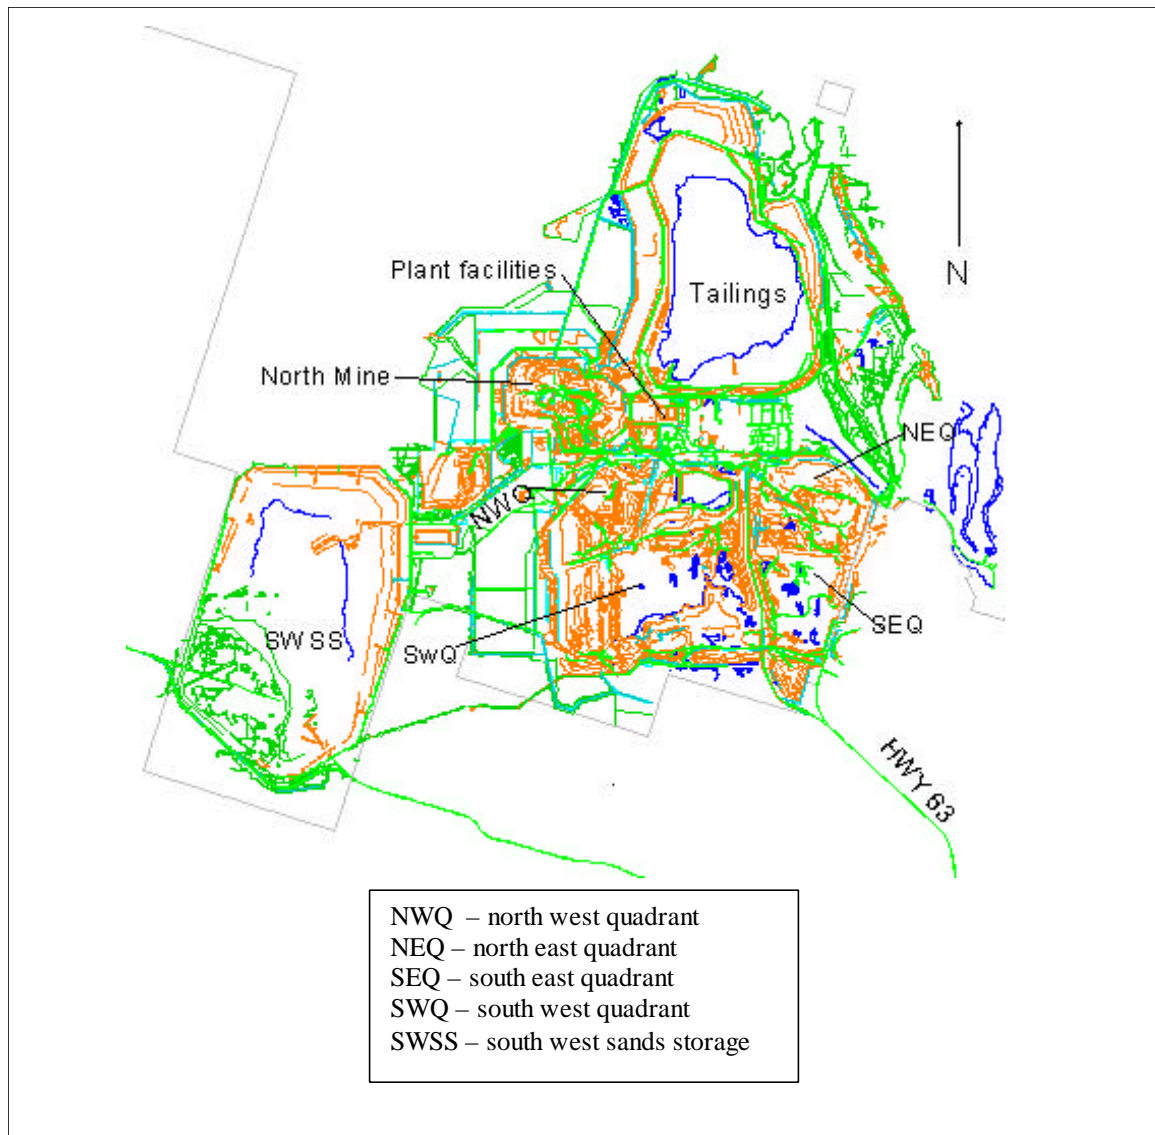 N
Plant facilities
Tailings
North Mine
NEQ
NWQ
SEQ
SWSS
SwQ
HWY 63
NWQ – north west quadrant
NEQ – north east quadrant
SEQ – south east quadrant
SWQ – south west quadrant
SWSS – south west sands storage